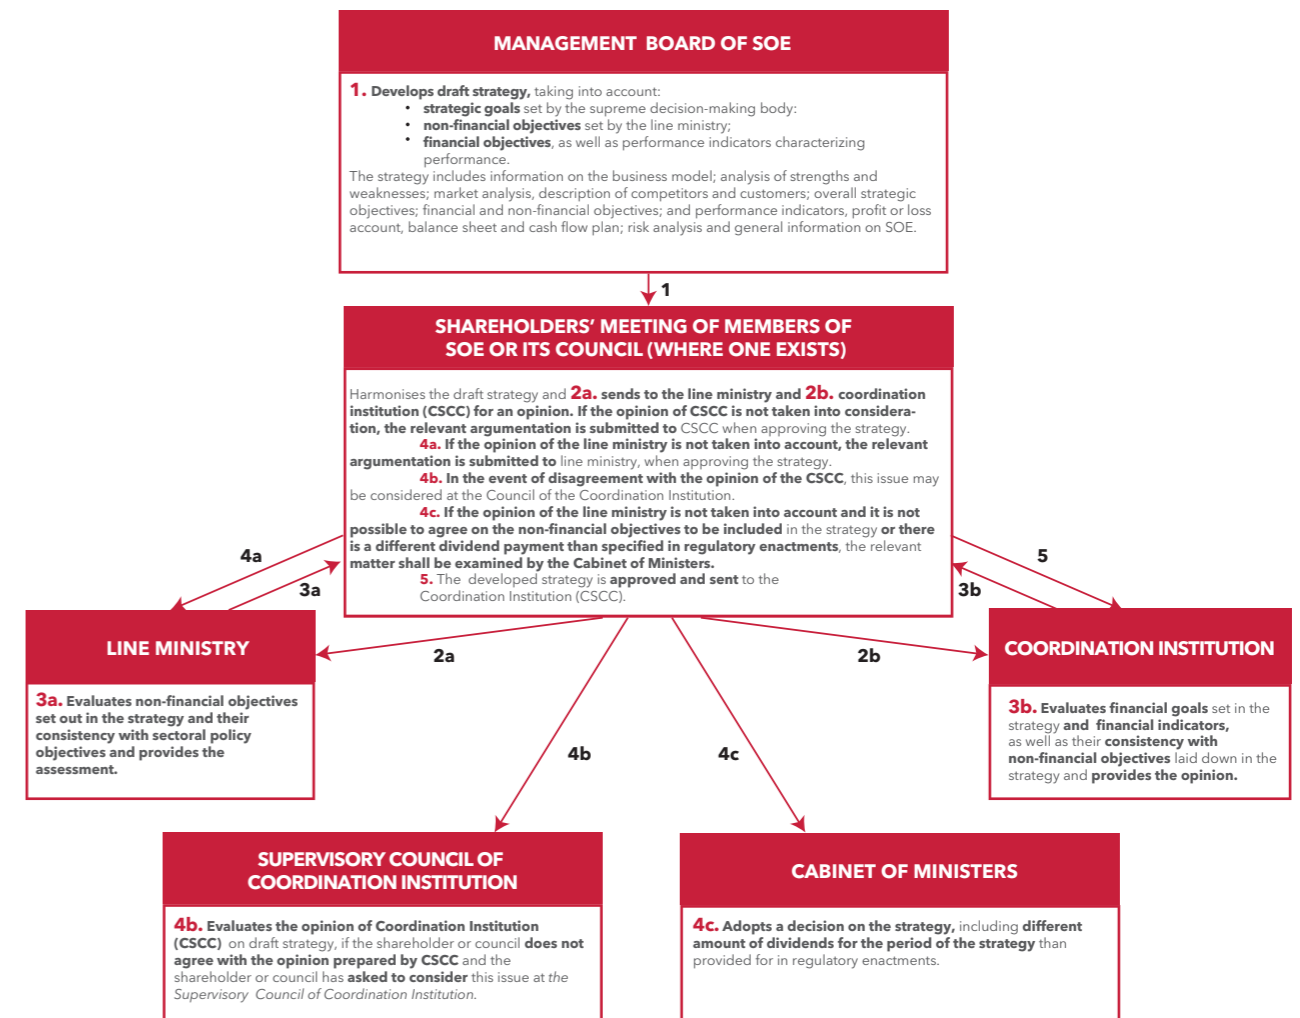 MANAGEMENT BOARD OF SOE
1. Develops draft strategy, taking into account:
• strategic goals set by the supreme decision-making body:
• non-financial objectives set by the line ministry;
• financial objectives, as well as performance indicators characterizing
performance.
The strategy includes information on the business model; analysis of strengths and
weaknesses; market analysis, description of competitors and customers; overall strategic
objectives; financial and non-financial objectives; and performance indicators, profit or loss
account, balance sheet and cash flow plan; risk analysis and general information on SOE.
1
SHAREHOLDERS’ MEETING OF MEMBERS OF
SOE OR ITS COUNCIL (WHERE ONE EXISTS)
Harmonises the draft strategy and 2a. sends to the line ministry and 2b. coordination
institution (CSCC) for an opinion. If the opinion of CSCC is not taken into considera-
tion, the relevant argumentation is submitted to CSCC when approving the strategy.
4a. If the opinion of the line ministry is not taken into account, the relevant
argumentation is submitted to line ministry, when approving the strategy.
4b. In the event of disagreement with the opinion of the CSCC, this issue may
be considered at the Council of the Coordination Institution.
4c. If the opinion of the line ministry is not taken into account and it is not
possible to agree on the non-financial objectives to be included in the strategy or there
is a different dividend payment than specified in regulatory enactments, the relevant
matter shall be examined by the Cabinet of Ministers.
5. The developed strategy is approved and sent to the
Coordination Institution (CSCC).
4a
3a
5
3b
2a
2b
4b
4c
LINE MINISTRY
3a. Evaluates non-financial objectives
set out in the strategy and their
consistency with sectoral policy
objectives and provides the
assessment.
COORDINATION INSTITUTION
3b. Evaluates financial goals set in the
strategy and financial indicators,
as well as their consistency with
non-financial objectives laid down in the
strategy and provides the opinion.
SUPERVISORY COUNCIL OF
COORDINATION INSTITUTION
4b. Evaluates the opinion of Coordination Institution
(CSCC) on draft strategy, if the shareholder or council does not
agree with the opinion prepared by CSCC and the
shareholder or council has asked to consider this issue at the
Supervisory Council of Coordination Institution.
CABINET OF MINISTERS
4c. Adopts a decision on the strategy, including different
amount of dividends for the period of the strategy than
provided for in regulatory enactments.